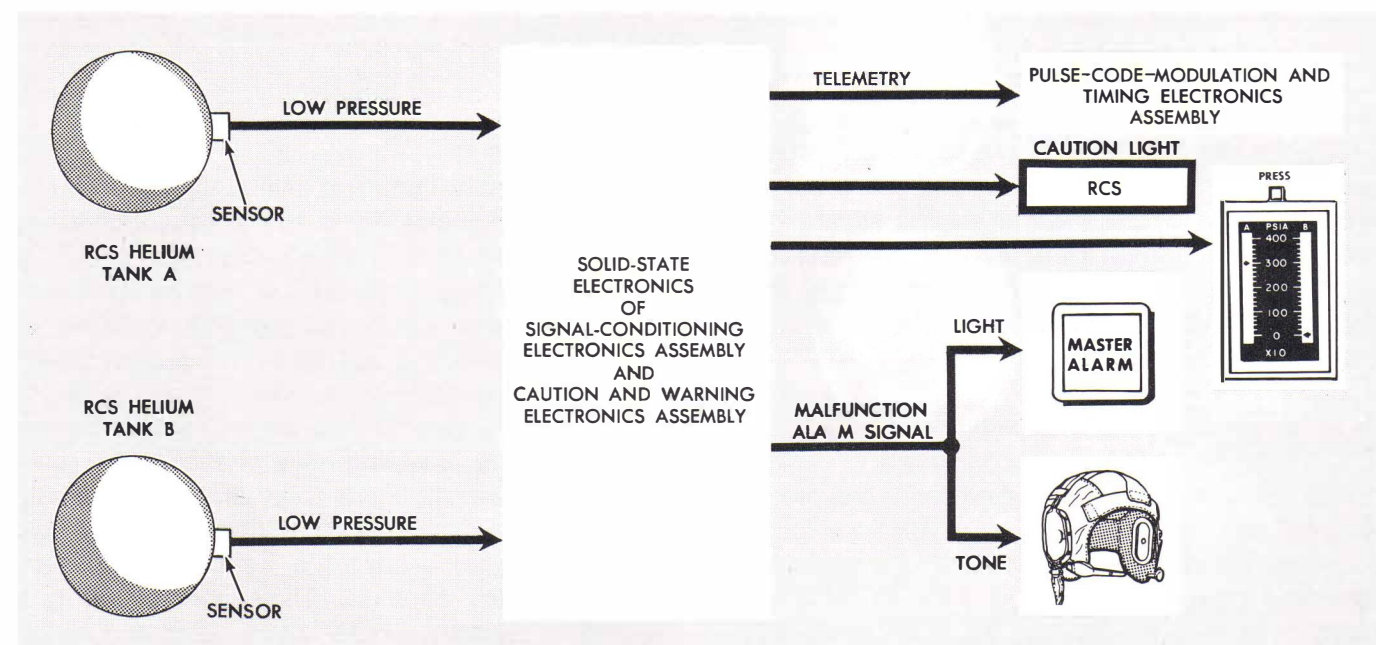 LOW PRESSURE
SENSOR
RCS HELIUM
TANK A
RCS HELIUM
TANK B
LOW PRESSURE
SENSOR
SOLID-STATE
ELECTRONICS
OF
SIGNAL-CONDITIONING
ELECTRONICS ASSEMBLY
AND
CAUTION AND WARNING
ELECTRONICS ASSEMBLY
TELEMETRY
PULSE-CODE-MODULATION AND
TIMING ELECTRONICS
ASSEMBLY
CAUTION LIGHT
RCS
PRESS
A PSIA B
400
300
200
100
0
X10
LIGHT
MASTER
ALARM
MALFUNCTION
ALA M SIGNAL
TONE